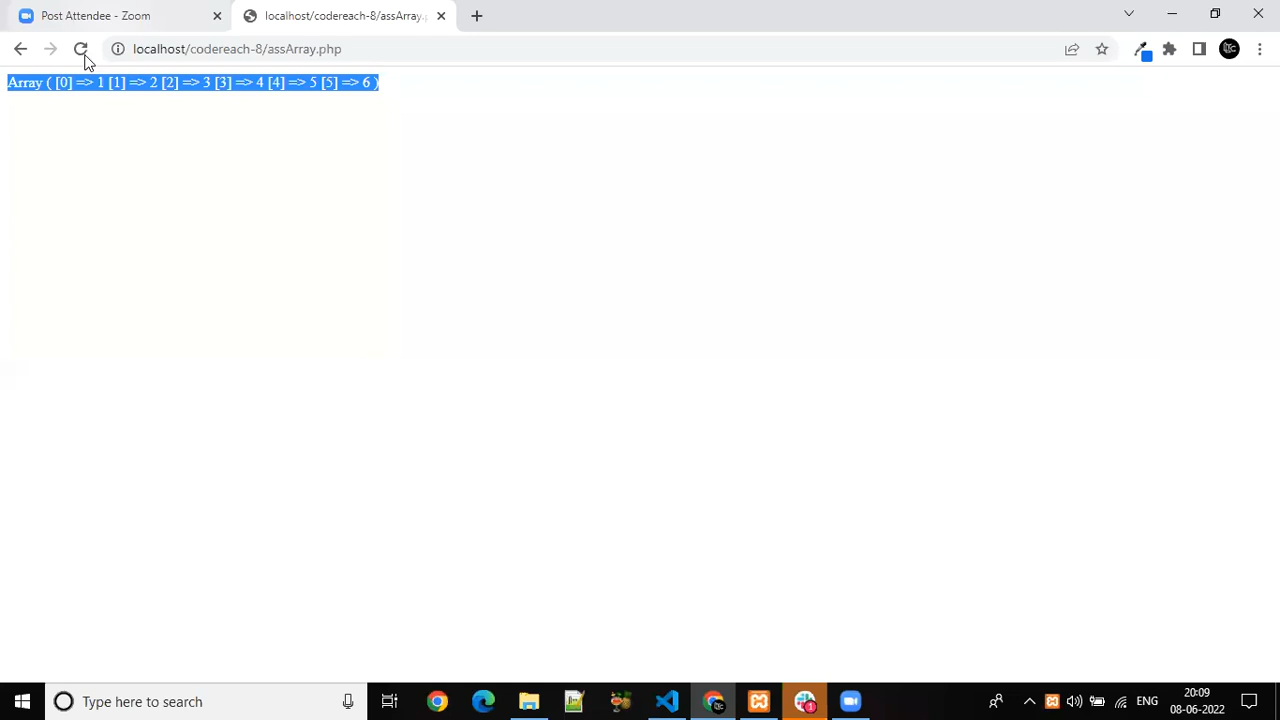 Post Attendee - Zoom
localhost/codereach-8/assArray.
localhost/codereach-8/assArray.php
Array ( [0] => 1 [1] => 2 [2] => 3 [3] => 4 [4] => 5 [5] => 6 )
Type here to search
1
ENG
20:09
08-06-2022